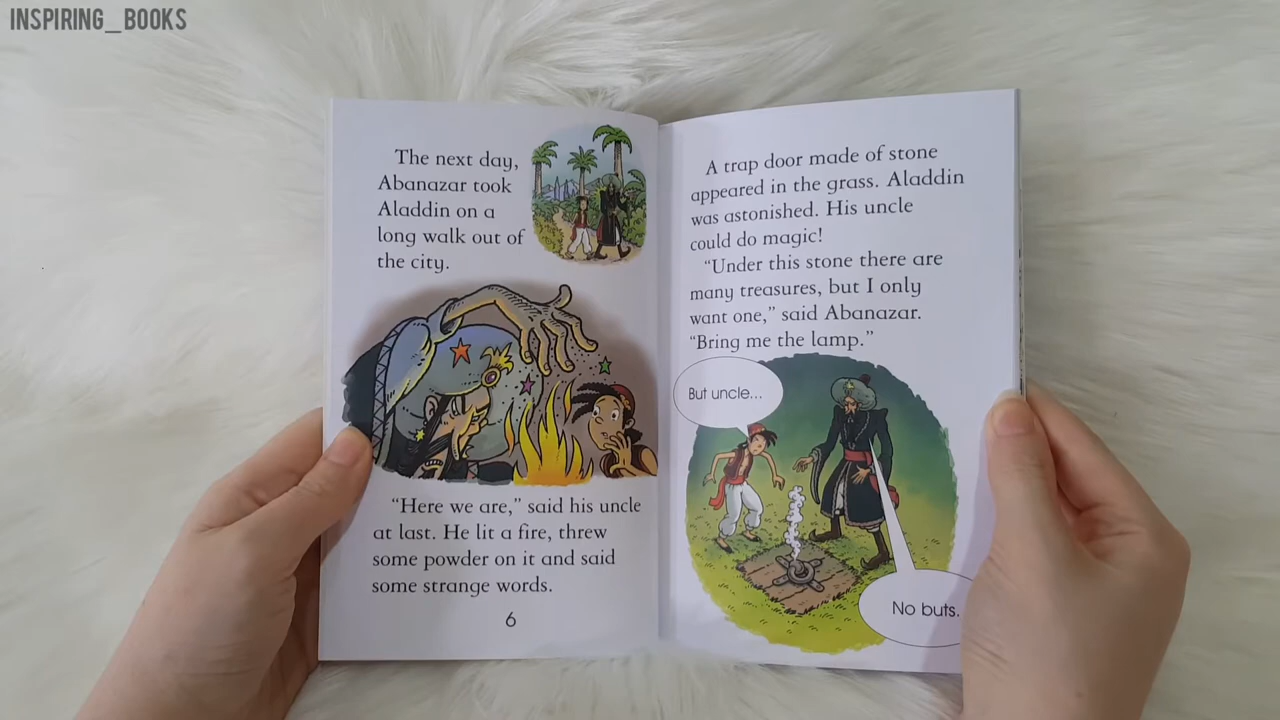 INSPIRING_BOOKS
The next day,
Abanazar took
Aladdin on a
long walk out of
the city.
“Here we are,” said his uncle
at last. He lit a fire, threw
some powder on it and said
some strange words.
6
A trap door made of stone
appeared in the grass. Aladdin
was astonished. His uncle
could do magic!
“Under this stone there are
many treasures, but I only
want one,” said Abanazar.
“Bring me the lamp.”
But uncle...
No buts.